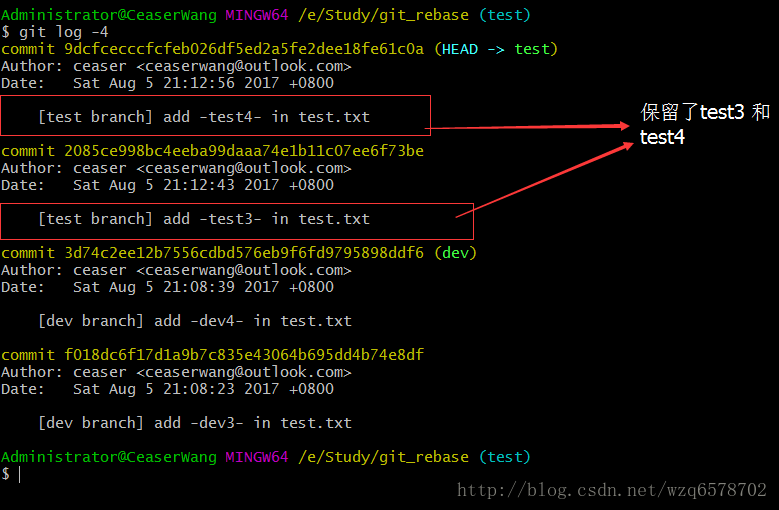 Administrator@CeaserWang MINGW64 /e/Study/git_rebase (test)
$ git log -4
commit 9dcfcecccfcfeb026df5ed2a5fe2dee18fe61c0a (HEAD -> test)
Author: ceaser <ceaserwang@outlook.com>
Date:   Sat Aug 5 21:12:56 2017 +0800
[test branch] add -test4- in test.txt
保留了test3 和
test4
commit 2085ce998bc4eeba99daaa74e1b11c07ee6f73be
Author: ceaser <ceaserwang@outlook.com>
Date:   Sat Aug 5 21:12:43 2017 +0800
[test branch] add -test3- in test.txt
commit 3d74c2ee12b7556cdbd576eb9f6fd9795898ddf6 (dev)
Author: ceaser <ceaserwang@outlook.com>
Date:   Sat Aug 5 21:08:39 2017 +0800
[dev branch] add -dev4- in test.txt
commit f018dc6f17d1a9b7c835e43064b695dd4b74e8df
Author: ceaser <ceaserwang@outlook.com>
Date:   Sat Aug 5 21:08:23 2017 +0800
[dev branch] add -dev3- in test.txt
Administrator@CeaserWang MINGW64 /e/Study/git_rebase (test)
$
http://blog.csdn.net/wzq6578702